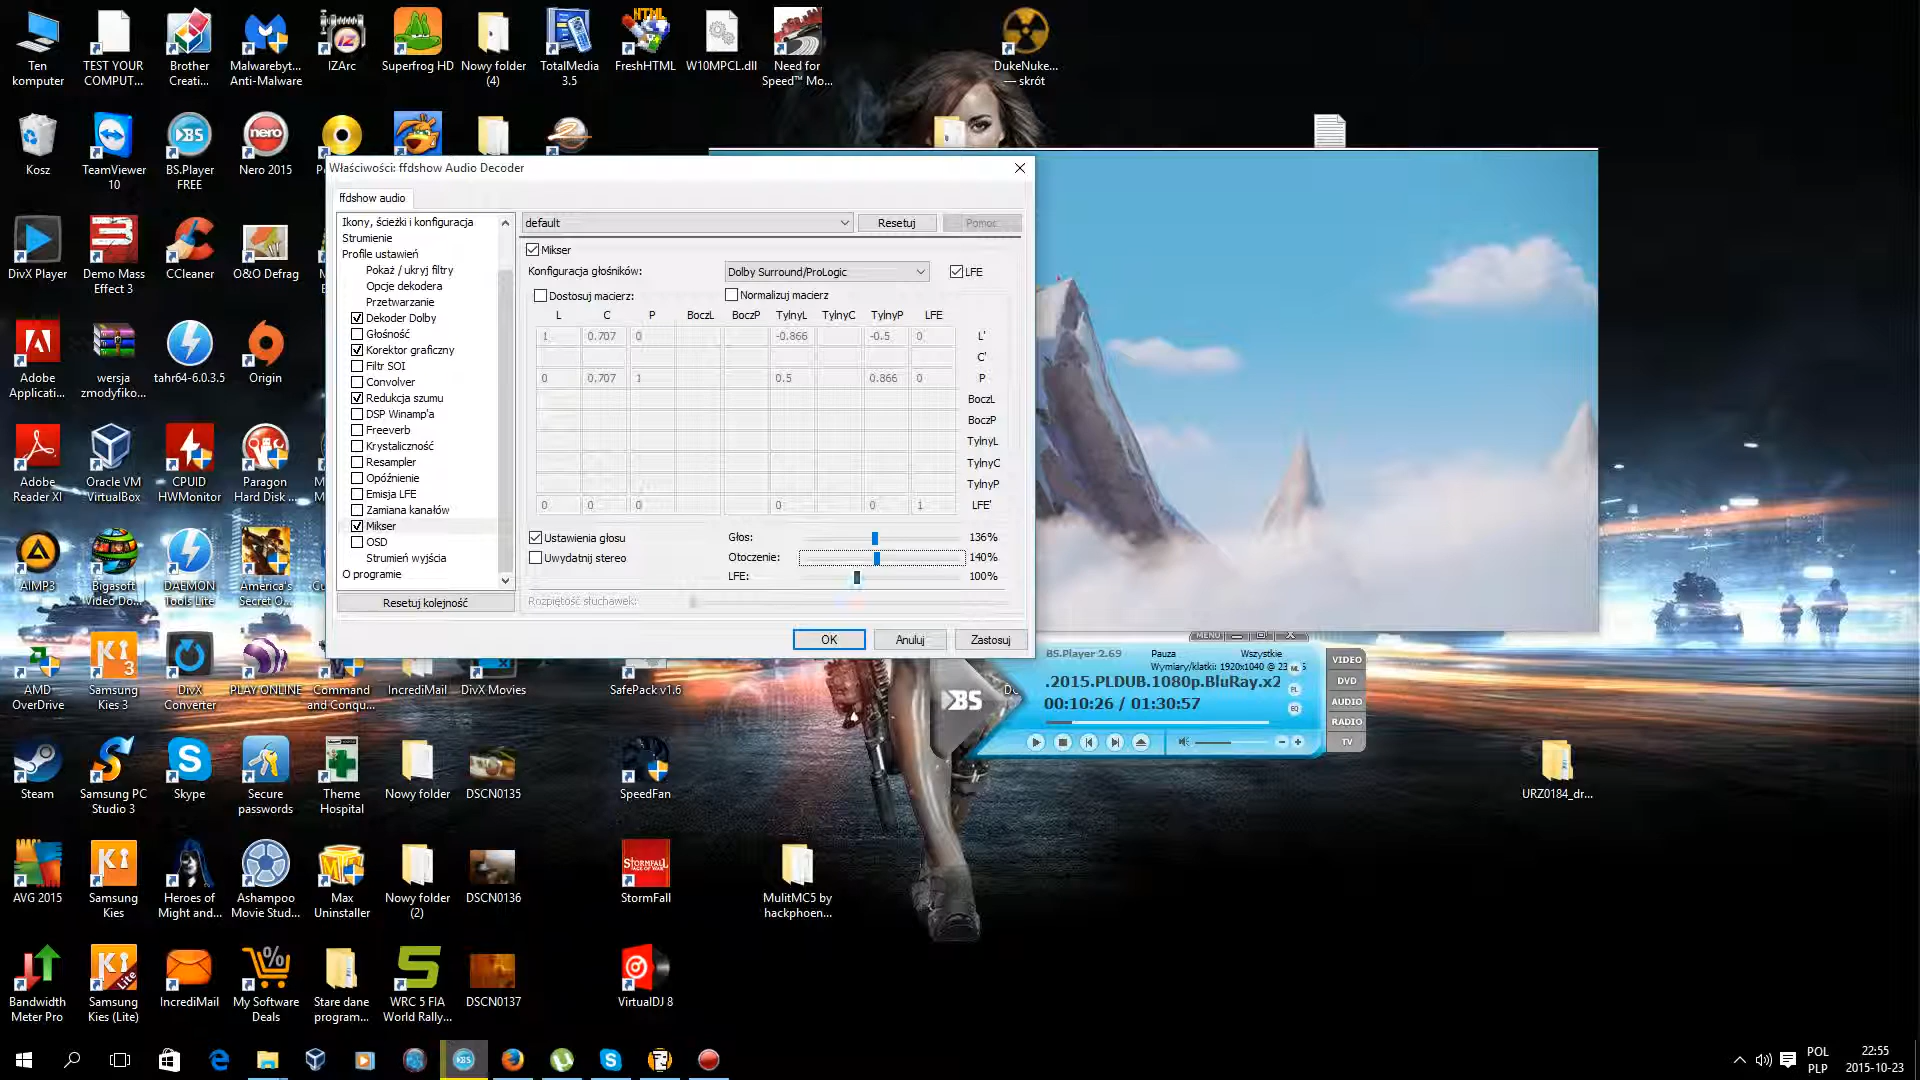 Ten komputer
TEST YOUR COMPUT...
Brother Creati...
Malwarebyt... Anti-Malware
IZArc
Superfrog HD
Nowy folder (4)
TotalMedia 3.5
FreshHTML
W10MPCL.dll
Need for Speed™ Mo...
DukeNuke... — skrót
Kosz
TeamViewer 10
BS.Player FREE
Nero 2015
DivX Player
Demo Mass Effect 3
CCleaner
O&O Defrag
Adobe Applicati...
wersja zmodyfiko...
tahr64-6.0.3.5
Origin
Adobe Reader XI
Oracle VM VirtualBox
CPUID HWMonitor
Paragon Hard Disk ...
AIMP3
Bigasoft Video Do...
DAEMON Tools Lite
America's Secret O...
AMD OverDrive
Samsung Kies 3
DivX Converter
PLAY ONLINE
Command and Conqu...
IncrediMail
DivX Movies
SafePack v1.6
Steam
Samsung PC Studio 3
Skype
Secure passwords
Theme Hospital
Nowy folder
DSCN0135
SpeedFan
URZ0184_dr...
AVG 2015
Samsung Kies
Heroes of Might and...
Ashampoo Movie Stud...
Max Uninstaller
Nowy folder (2)
DSCN0136
StormFall
MulitMC5 by hackphoen...
Bandwidth Meter Pro
Samsung Kies (Lite)
IncrediMail
My Software Deals
Stare dane program...
WRC 5 FIA World Rally...
DSCN0137
VirtualDJ 8
Właściwości: ffdshow Audio Decoder
ffdshow audio
Ikony, ścieżki i konfiguracja
Strumienie
Profile ustawień
Pokaż / ukryj filtry
Opcje dekodera
Przetwarzanie
Dekoder Dolby
Głośność
Korektor graficzny
Filtr SOI
Convolver
Redukcja szumu
DSP Winamp'a
Freeverb
Krystaliczność
Resampler
Opóźnienie
Emisja LFE
Zamiana kanałów
Mikser
OSD
Strumień wyjścia
O programie
Resetuj kolejność
default
Resetuj
Pomoc
Mikser
Konfiguracja głośników:
Dolby Surround/ProLogic
LFE
Dostosuj macierz:
Normalizuj macierz
L C P BoczL BoczP TylnyL TylnyC TylnyP LFE
1 0.707 0 -0.866 -0.5 0 L'
C'
0 0.707 1 0.5 0.866 0 P
BoczL
BoczP
TylnyL
TylnyC
TylnyP
0 0 0 0 0 1 LFE'
Ustawienia głosu
Głos: 136%
Uwydatnij stereo
Otoczenie: 140%
LFE: 100%
Rozpiętość słuchawek:
OK
Anuluj
Zastosuj
MENU
BS.Player 2.69
Pauza
Wszystkie
Wymiary/klatki: 1920x1040 @ 23
.2015.PLDUB.1080p.BluRay.x2
00:10:26 / 01:30:57
ML
PL
EQ
BS
VIDEO
DVD
AUDIO
RADIO
TV
POL
PLP
22:55
2015-10-23